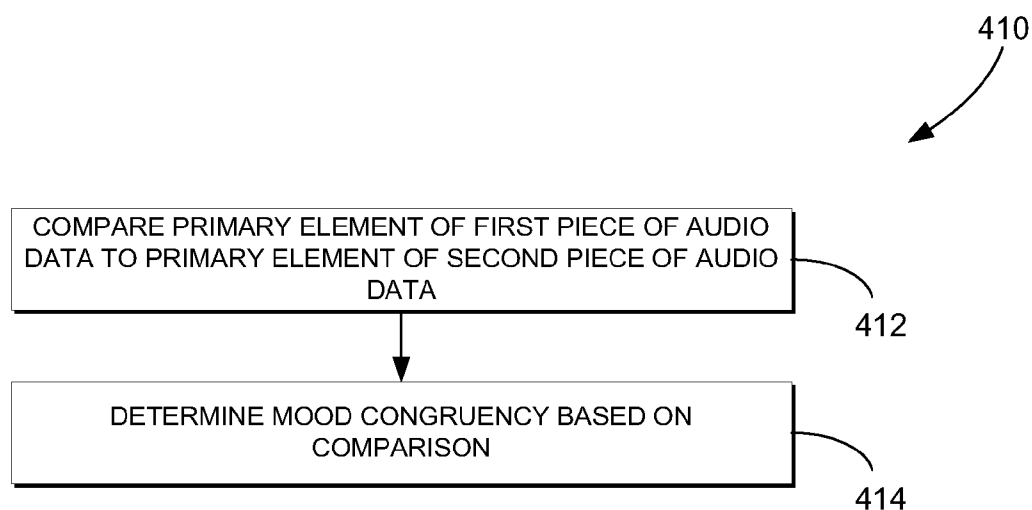 410
COMPARE PRIMARY ELEMENT OF FIRST PIECE OF AUDIO
DATA TO PRIMARY ELEMENT OF SECOND PIECE OF AUDIO
DATA
412
DETERMINE MOOD CONGRUENCY BASED ON
COMPARISON
414